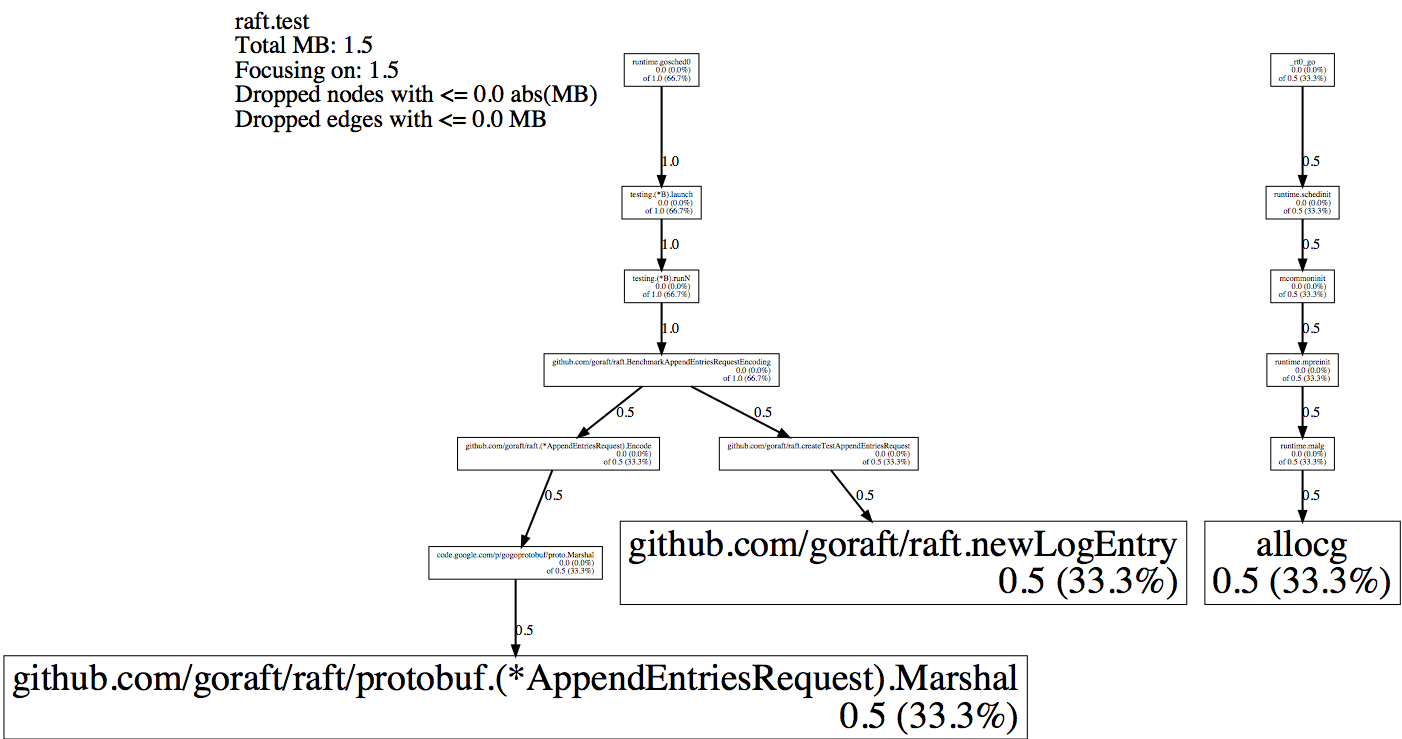 raft.test
Total MB: 1.5
Focusing on: 1.5
Dropped nodes with <= 0.0 abs(MB)
Dropped edges with <= 0.0 MB
runtime.gosched0
0.0 (0.0%)
of 1.0 (66.7%)
1.0
testing.(*B).launch
0.0 (0.0%)
of 1.0 (66.7%)
1.0
testing.(*B).runN
0.0 (0.0%)
of 1.0 (66.7%)
1.0
github.com/goraft/raft.BenchmarkAppendEntriesRequestEncoding
0.0 (0.0%)
of 1.0 (66.7%)
0.5
0.5
github.com/goraft/raft.(*AppendEntriesRequest).Encode
0.0 (0.0%)
of 0.5 (33.3%)
0.5
code.google.com/p/gogoprotobuf/proto.Marshal
0.0 (0.0%)
of 0.5 (33.3%)
0.5
github.com/goraft/raft/protobuf.(*AppendEntriesRequest).Marshal
0.5 (33.3%)
github.com/goraft/raft.createTestAppendEntriesRequest
0.0 (0.0%)
of 0.5 (33.3%)
0.5
github.com/goraft/raft.newLogEntry
0.5 (33.3%)
_rt0_go
0.0 (0.0%)
of 0.5 (33.3%)
0.5
runtime.schedinit
0.0 (0.0%)
of 0.5 (33.3%)
0.5
mcommoninit
0.0 (0.0%)
of 0.5 (33.3%)
0.5
runtime.mpreinit
0.0 (0.0%)
of 0.5 (33.3%)
0.5
runtime.malg
0.0 (0.0%)
of 0.5 (33.3%)
0.5
allocg
0.5 (33.3%)